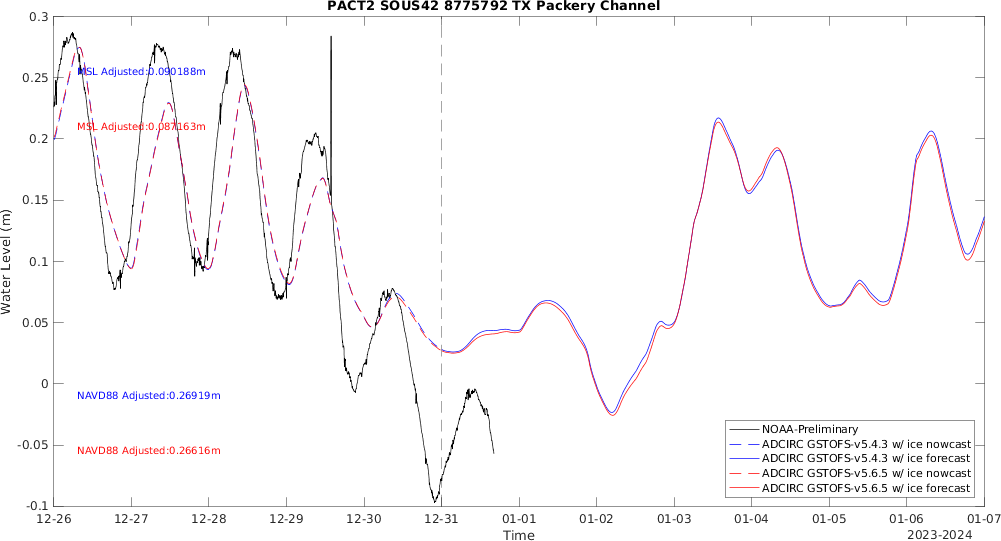 PACT2 SOUS42 8775792 TX Packery Channel
0.3
0.25
0.2
0.15
0.1
0.05
0
-0.05
-0.1
Water Level (m)
MSL Adjusted:0.090188m
MSL Adjusted:0.087163m
NAVD88 Adjusted:0.26919m
NAVD88 Adjusted:0.26616m
NOAA-Preliminary
ADCIRC GSTOFS-v5.4.3 w/ ice nowcast
ADCIRC GSTOFS-v5.4.3 w/ ice forecast
ADCIRC GSTOFS-v5.6.5 w/ ice nowcast
ADCIRC GSTOFS-v5.6.5 w/ ice forecast
12-26 12-27 12-28 12-29 12-30 12-31 01-01 01-02 01-03 01-04 01-05 01-06 01-07
Time
2023-2024